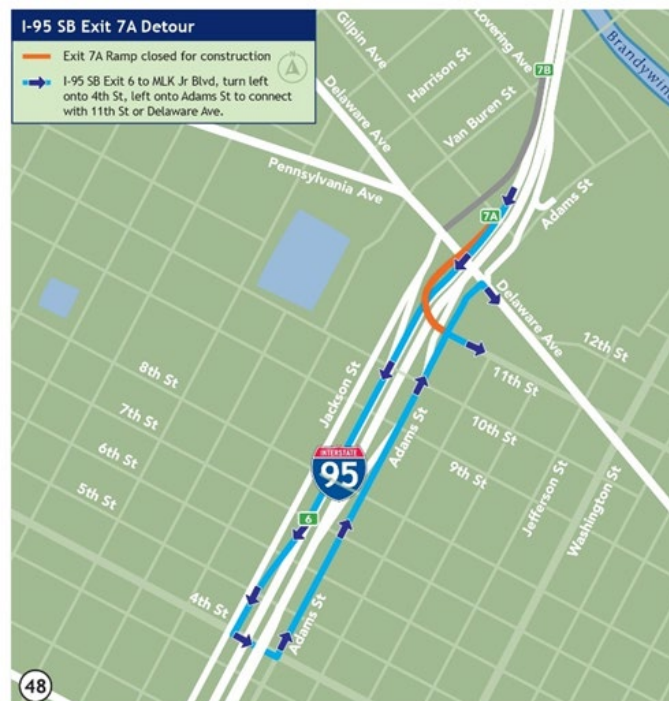 I-95 SB Exit 7A Detour
Exit 7A Ramp closed for construction
I-95 SB Exit 6 to MLK Jr Blvd, turn left
onto 4th St, left onto Adams St to connect
with 11th St or Delaware Ave.
N
Gilpin Ave
Lovering Ave
Harrison St
Delaware Ave
Van Buren St
7B
Brandywin
Pennsylvania Ave
7A
Adams St
Delaware Ave
12th St
11th St
Jackson St
8th St
10th St
7th St
Adams St
9th St
6th St
Jefferson St
Washington St
INTERSTATE
95
5th St
6
4th St
Adams St
48